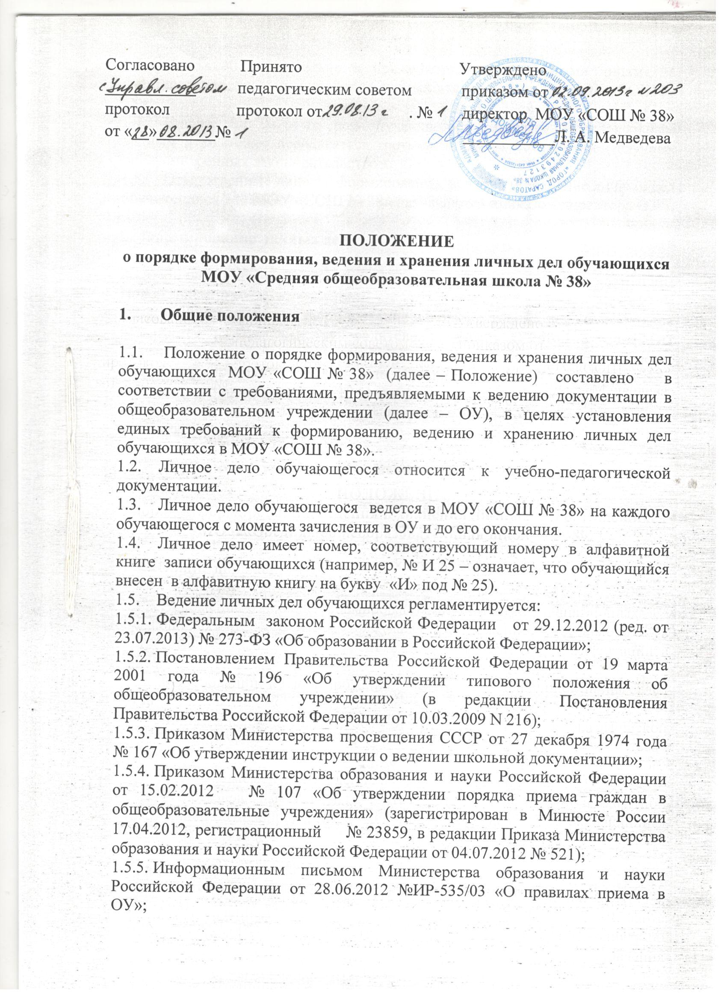 Согласовано Принято Утверждено
с Управл. советом педагогическим советом приказом от 02.09.2013г №203
протокол протокол от 29.08.13 г . № 1 директор МОУ «СОШ № 38»
от «28» 08.2013 № 1 Л. А. Медведева
ПОЛОЖЕНИЕ
о порядке формирования, ведения и хранения личных дел обучающихся
МОУ «Средняя общеобразовательная школа № 38»
1. Общие положения
1.1. Положение о порядке формирования, ведения и хранения личных дел
обучающихся МОУ «СОШ № 38» (далее – Положение) составлено в
соответствии с требованиями, предъявляемыми к ведению документации в
общеобразовательном учреждении (далее – ОУ), в целях установления
единых требований к формированию, ведению и хранению личных дел
обучающихся в МОУ «СОШ № 38».
1.2. Личное дело обучающегося относится к учебно-педагогической
документации.
1.3. Личное дело обучающегося ведется в МОУ «СОШ № 38» на каждого
обучающегося с момента зачисления в ОУ и до его окончания.
1.4. Личное дело имеет номер, соответствующий номеру в алфавитной
книге записи обучающихся (например, № И 25 – означает, что обучающийся
внесен в алфавитную книгу на букву «И» под № 25).
1.5. Ведение личных дел обучающихся регламентируется:
1.5.1. Федеральным законом Российской Федерации от 29.12.2012 (ред. от
23.07.2013) № 273-ФЗ «Об образовании в Российской Федерации»;
1.5.2. Постановлением Правительства Российской Федерации от 19 марта
2001 года № 196 «Об утверждении типового положения об
общеобразовательном учреждении» (в редакции Постановления
Правительства Российской Федерации от 10.03.2009 N 216);
1.5.3. Приказом Министерства просвещения СССР от 27 декабря 1974 года
№ 167 «Об утверждении инструкции о ведении школьной документации»;
1.5.4. Приказом Министерства образования и науки Российской Федерации
от 15.02.2012 № 107 «Об утверждении порядка приема граждан в
общеобразовательные учреждения» (зарегистрирован в Минюсте России
17.04.2012, регистрационный № 23859, в редакции Приказа Министерства
образования и науки Российской Федерации от 04.07.2012 № 521);
1.5.5. Информационным письмом Министерства образования и науки
Российской Федерации от 28.06.2012 №ИР-535/03 «О правилах приема в
ОУ»;